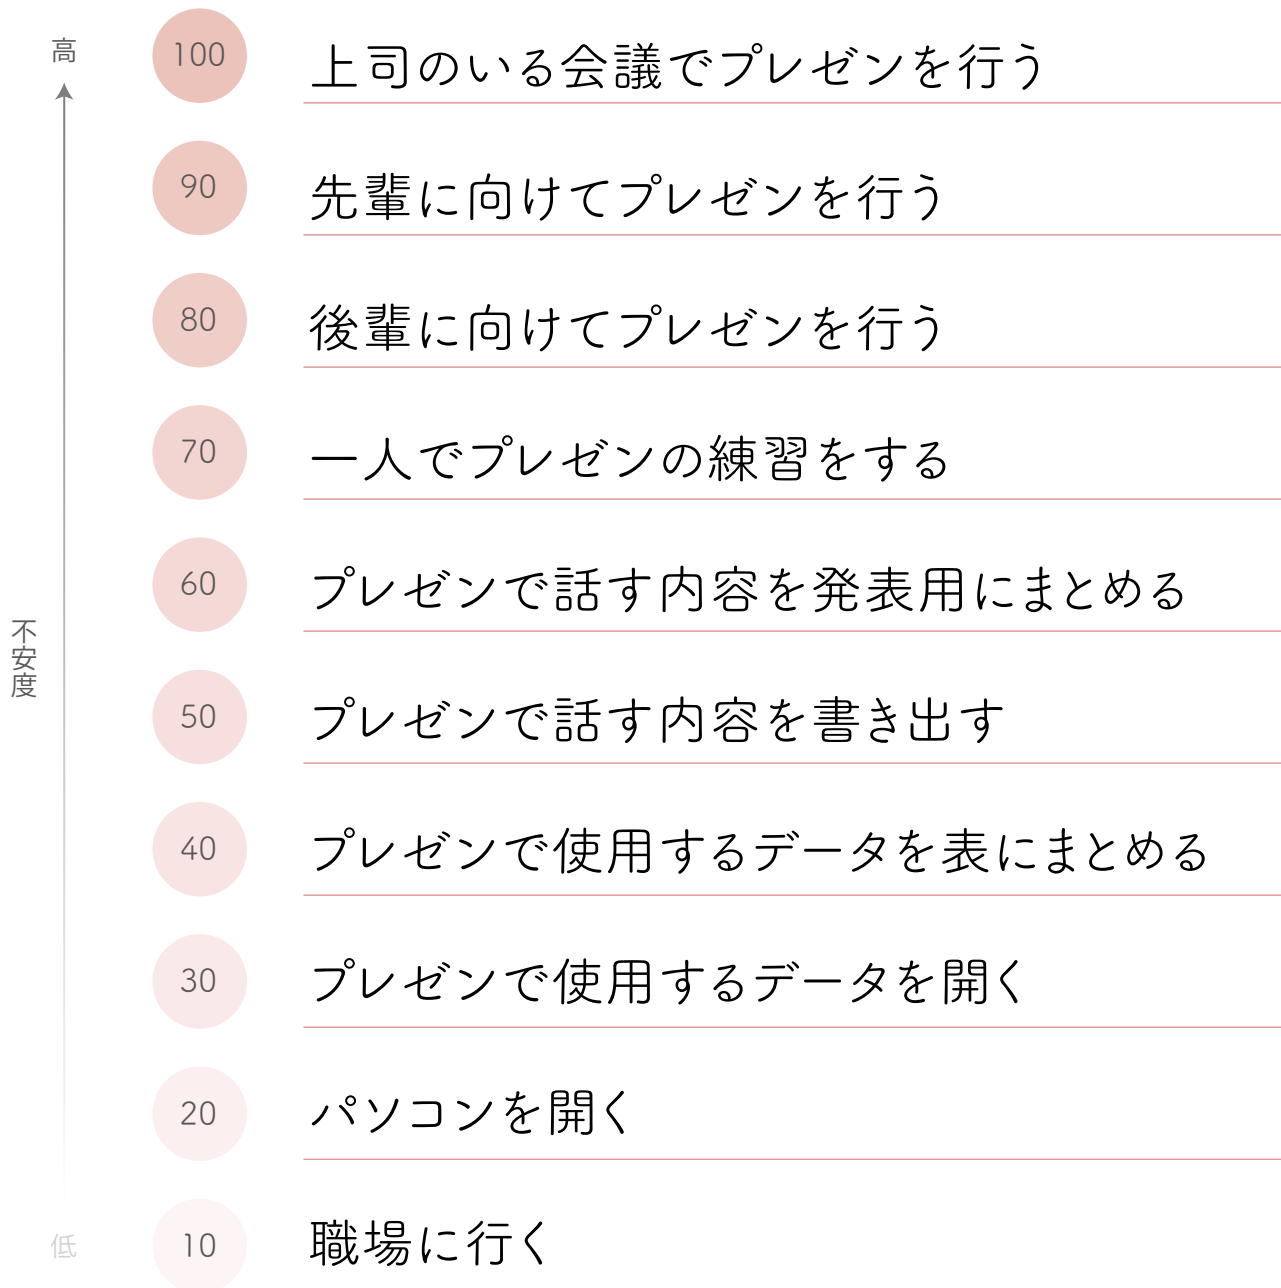 高
100 上司のいる会議でプレゼンを行う
90 先輩に向けてプレゼンを行う
80 後輩に向けてプレゼンを行う
70 一人でプレゼンの練習をする
60 プレゼンで話す内容を発表用にまとめる
不安度
50 プレゼンで話す内容を書き出す
40 プレゼンで使用するデータを表にまとめる
30 プレゼンで使用するデータを開く
20 パソコンを開く
低
10 職場に行く